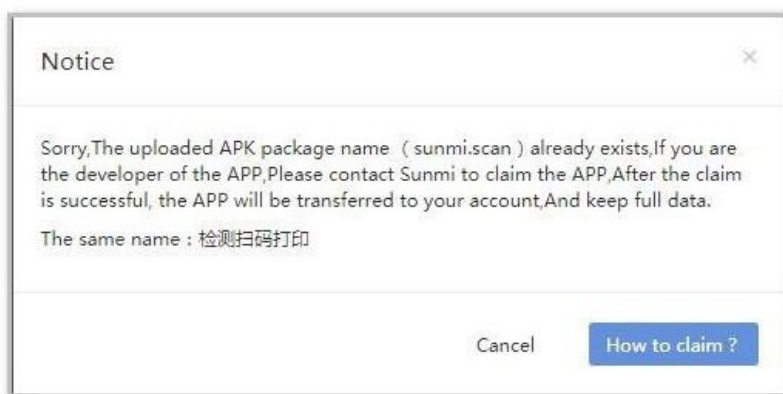 Notice
×
Sorry,The uploaded APK package name （sunmi.scan）already exists,If you are
the developer of the APP,Please contact Sunmi to claim the APP,After the claim
is successful, the APP will be transferred to your account,And keep full data.
The same name：检测扫码打印
Cancel
How to claim？